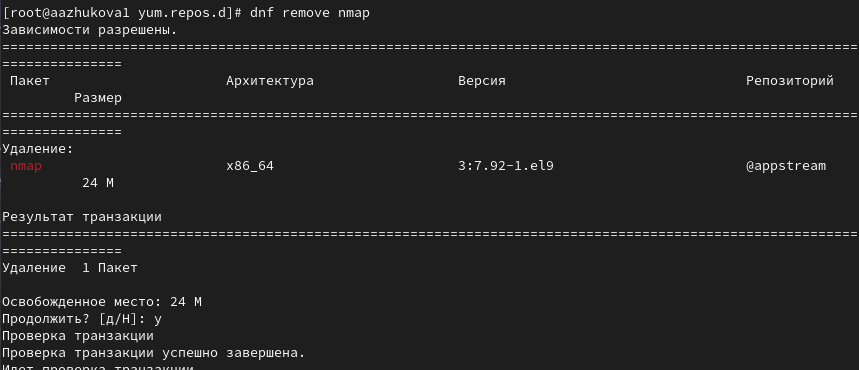 [root@aazhukova1 yum.repos.d]# dnf remove nmap
Зависимости разрешены.
===========================================================================================================
===============
 Пакет                      Архитектура                  Версия                              Репозиторий
         Размер
===========================================================================================================
===============
Удаление:
 nmap                       x86_64                       3:7.92-1.el9                        @appstream
          24 M

Результат транзакции
===========================================================================================================
===============
Удаление  1 Пакет

Освобожденное место: 24 M
Продолжить? [д/Н]: y
Проверка транзакции
Проверка транзакции успешно завершена.
Идет проверка транзакции